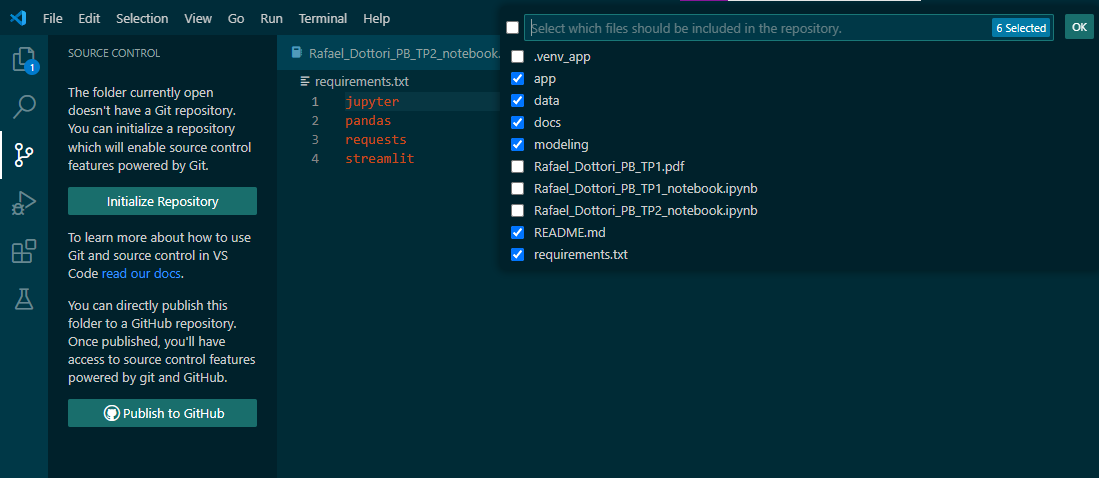 File Edit Selection View Go Run Terminal Help
1
SOURCE CONTROL
The folder currently open
doesn't have a Git repository.
You can initialize a repository
which will enable source control
features powered by Git.
Initialize Repository
To learn more about how to use
Git and source control in VS
Code read our docs.
You can directly publish this
folder to a GitHub repository.
Once published, you'll have
access to source control features
powered by git and GitHub.
Publish to GitHub
Rafael_Dottori_PB_TP2_notebook.
requirements.txt
1 jupyter
2 pandas
3 requests
4 streamlit
Select which files should be included in the repository. 6 Selected OK
.venv_app
app
data
docs
modeling
Rafael_Dottori_PB_TP1.pdf
Rafael_Dottori_PB_TP1_notebook.ipynb
Rafael_Dottori_PB_TP2_notebook.ipynb
README.md
requirements.txt